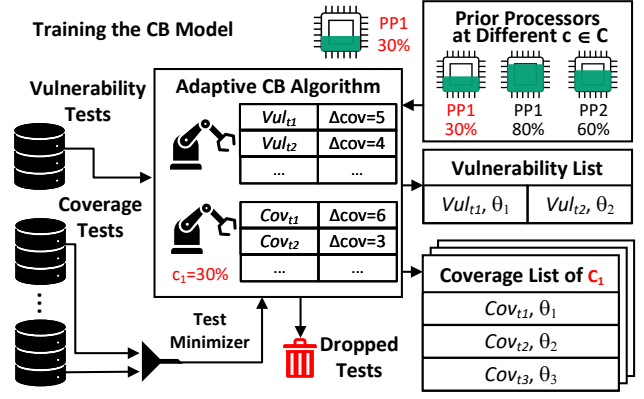 Training the CB Model
PP1
30%
Prior Processors
at Different c ∈ C
PP1
30%
PP1
80%
PP2
60%
Vulnerability
Tests
Coverage
Tests
Adaptive CB Algorithm
Vul_t1 Δcov=5
Vul_t2 Δcov=4
... ...
Cov_t1 Δcov=6
Cov_t2 Δcov=3
... ...
c₁=30%
Vulnerability List
Vul_t1, θ₁ Vul_t2, θ₂
Coverage List of c₁
Cov_t1, θ₁
Cov_t2, θ₂
Cov_t3, θ₃
Test
Minimizer
Dropped
Tests